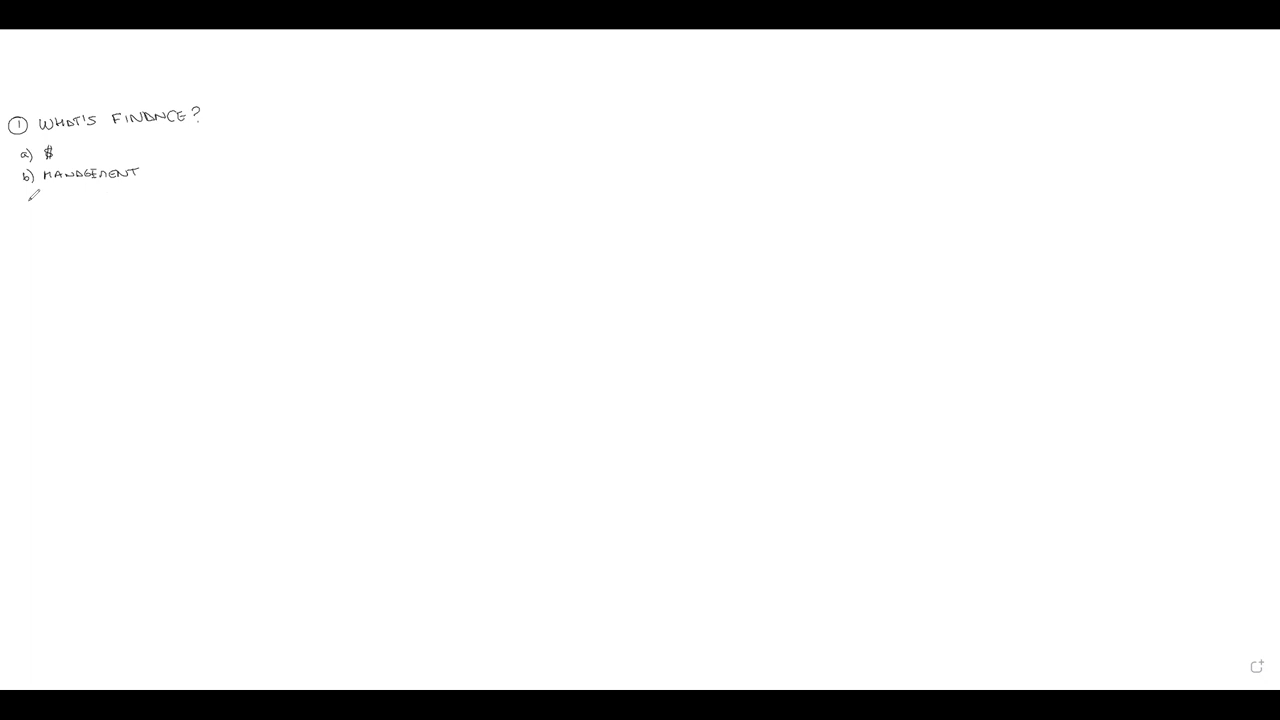 ① WHAT'S FINANCE?
a) $
b) MANAGEMENT